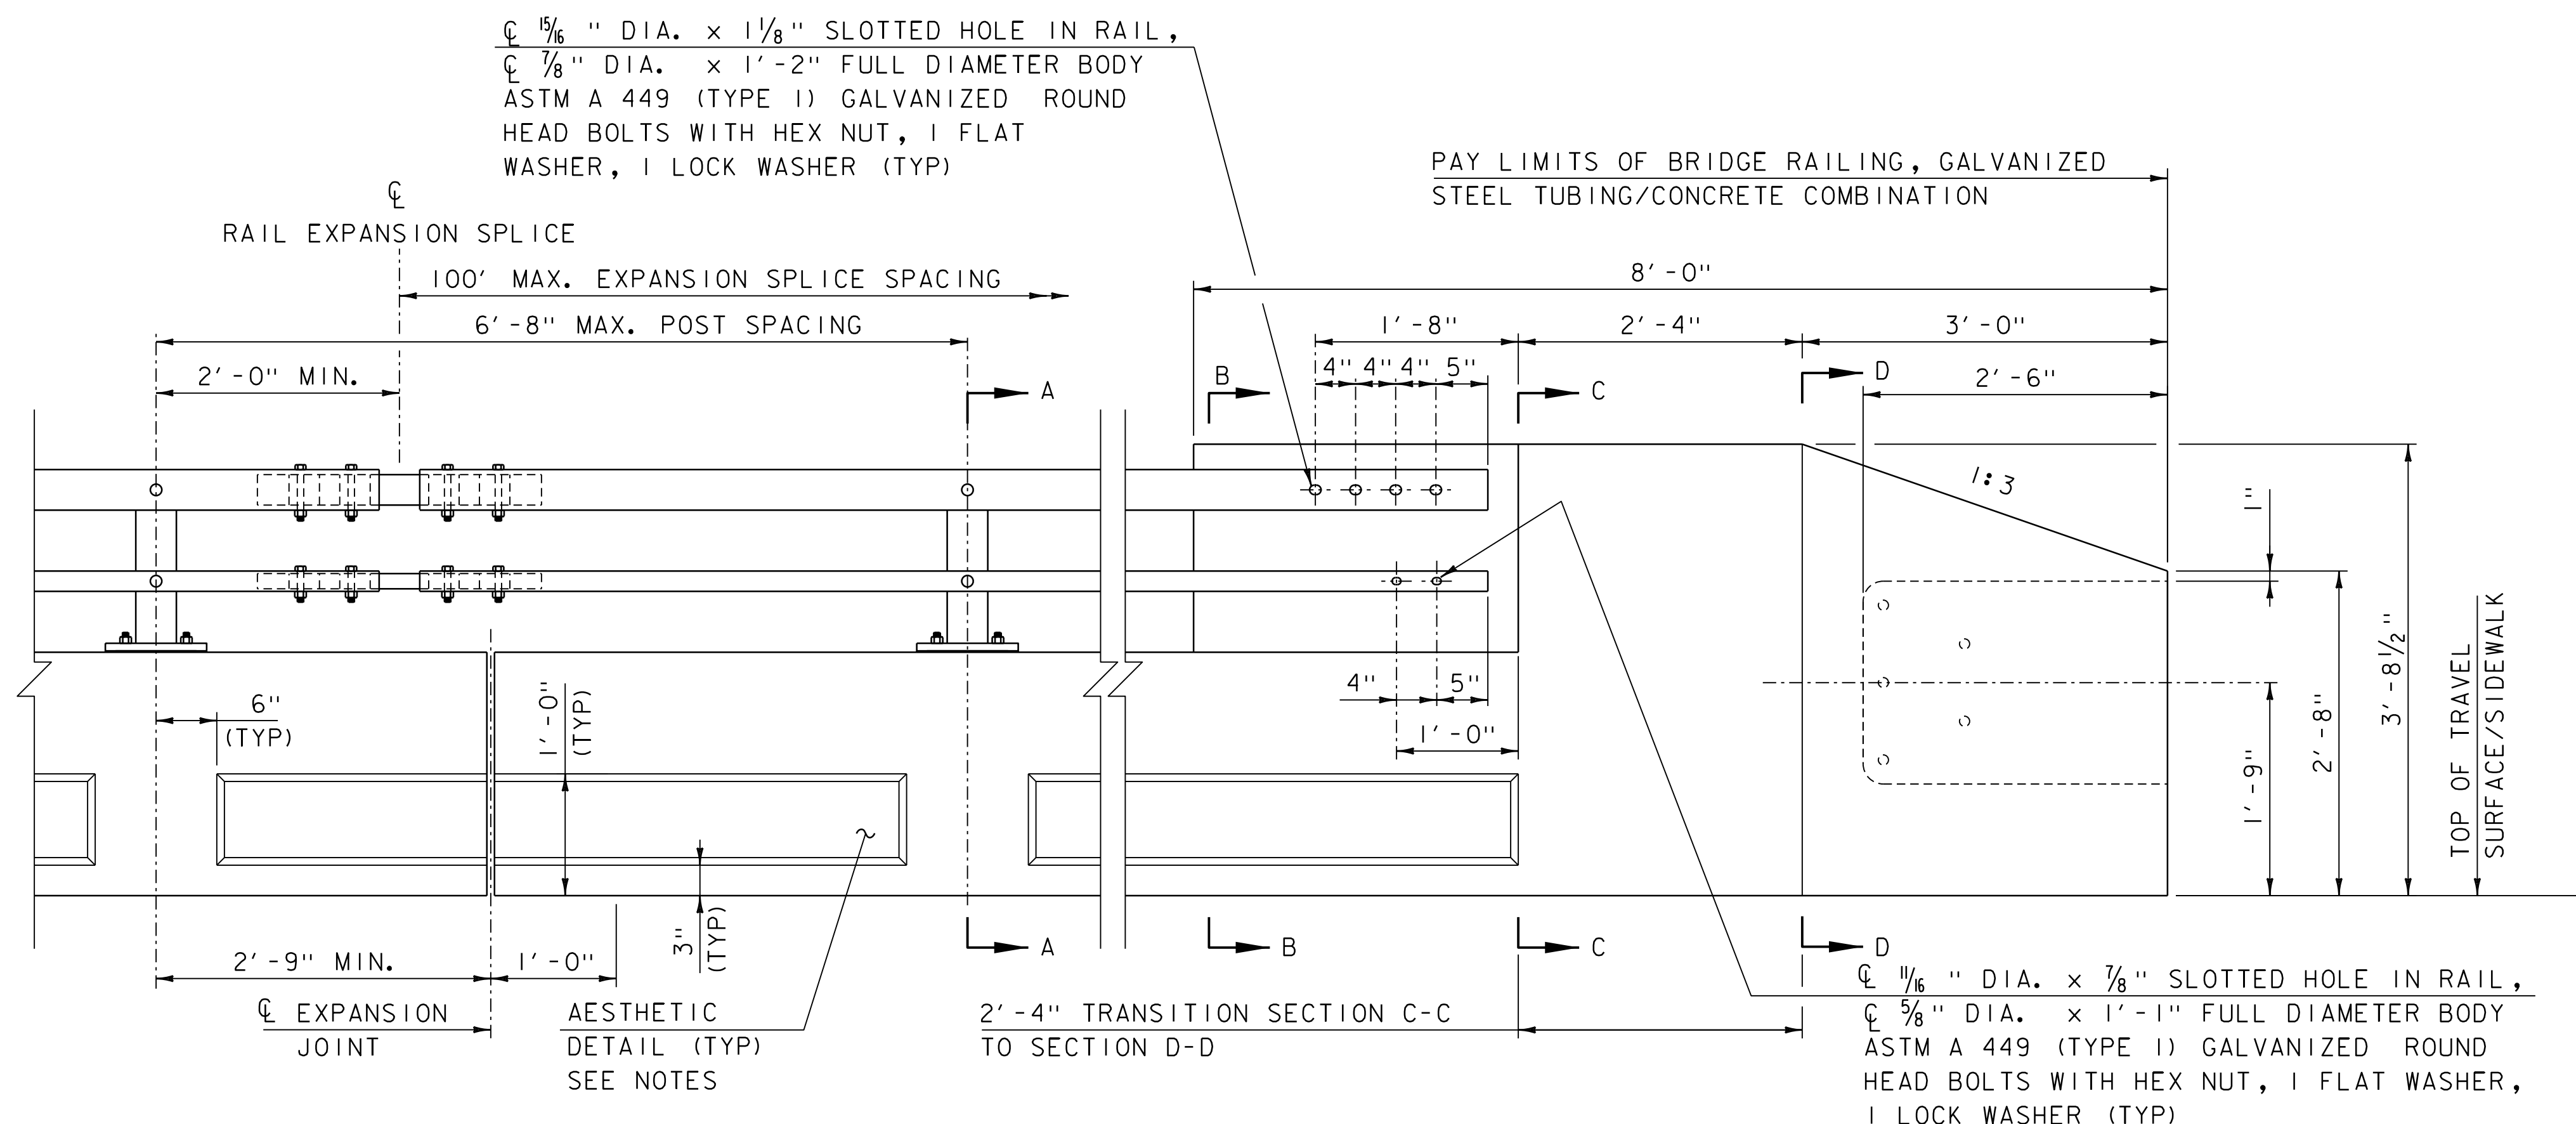 ℄ 15/16 " DIA. x 1 1/8" SLOTTED HOLE IN RAIL,
℄ 7/8" DIA. x 1'-2" FULL DIAMETER BODY
ASTM A 449 (TYPE 1) GALVANIZED ROUND
HEAD BOLTS WITH HEX NUT, 1 FLAT
WASHER, 1 LOCK WASHER (TYP)
PAY LIMITS OF BRIDGE RAILING, GALVANIZED
STEEL TUBING/CONCRETE COMBINATION
℄
RAIL EXPANSION SPLICE
100' MAX. EXPANSION SPLICE SPACING
8'-0"
6'-8" MAX. POST SPACING
1'-8"
2'-4"
3'-0"
2'-0" MIN.
4" 4" 4" 5"
A
B
C
D
2'-6"
1:3
1"
6"
(TYP)
1'-0"
(TYP)
4"
5"
1'-0"
1'-9"
2'-8"
3'-8 1/2"
TOP OF TRAVEL
SURFACE/SIDEWALK
3"
(TYP)
A
B
C
D
2'-9" MIN.
1'-0"
℄ EXPANSION
JOINT
AESTHETIC
DETAIL (TYP)
SEE NOTES
2'-4" TRANSITION SECTION C-C
TO SECTION D-D
℄ 11/16 " DIA. x 7/8" SLOTTED HOLE IN RAIL,
℄ 5/8" DIA. x 1'-1" FULL DIAMETER BODY
ASTM A 449 (TYPE 1) GALVANIZED ROUND
HEAD BOLTS WITH HEX NUT, 1 FLAT WASHER,
1 LOCK WASHER (TYP)